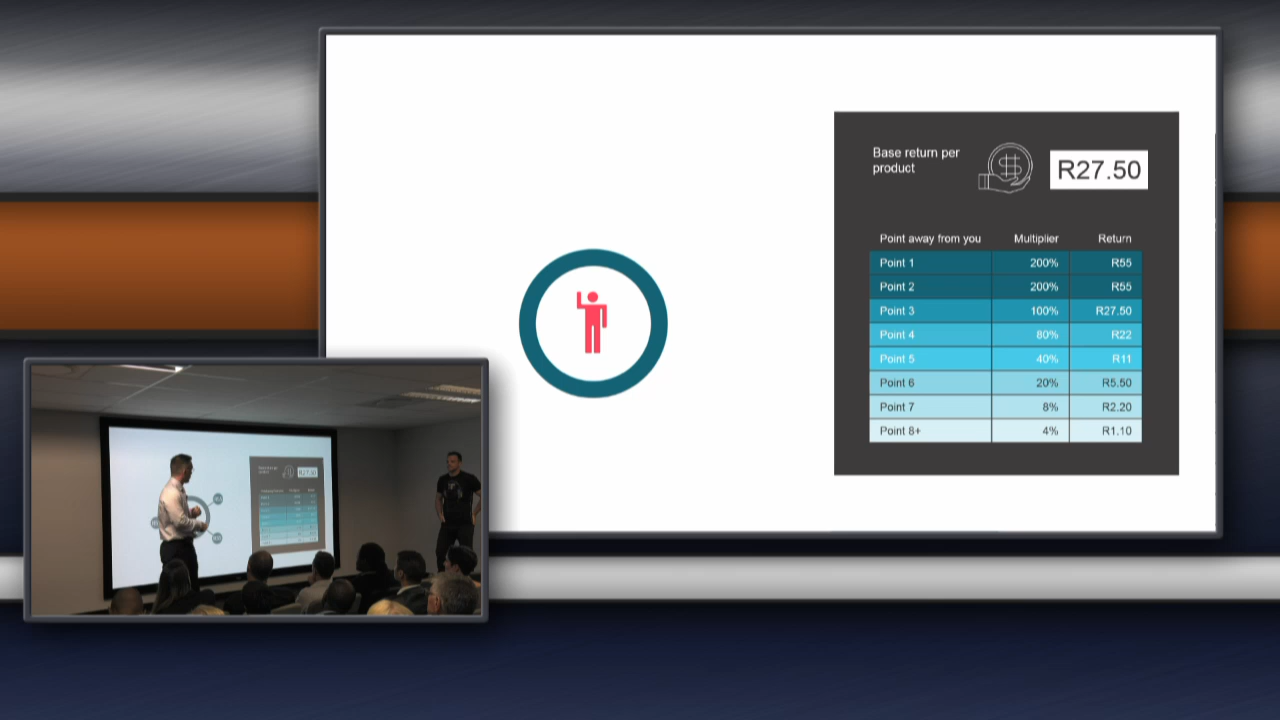 Base return per
product
R27.50
Point away from you Multiplier Return
Point 1 200% R55
Point 2 200% R55
Point 3 100% R27.50
Point 4 80% R22
Point 5 40% R11
Point 6 20% R5.50
Point 7 8% R2.20
Point 8+ 4% R1.10